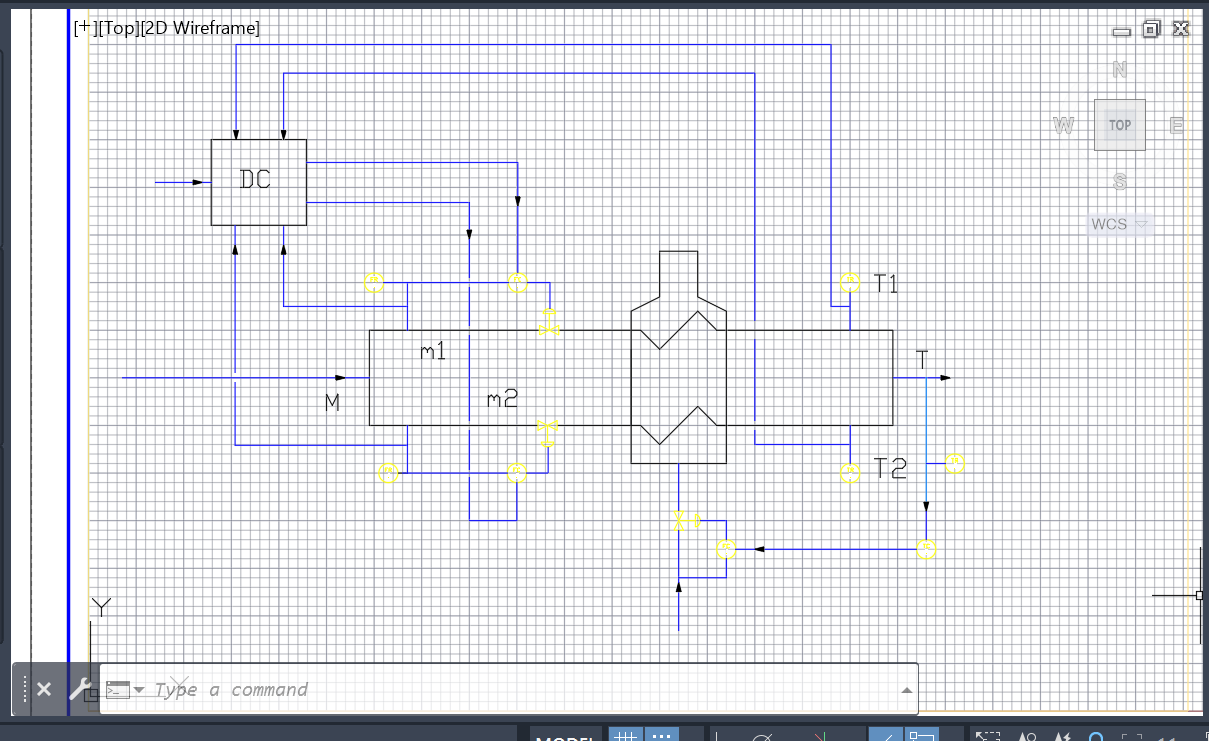 [+][Top][2D Wireframe]
N
W
TOP
E
S
WCS
DC
T1
m1
T
m2
M
T2
Y
Type a command
MODEL